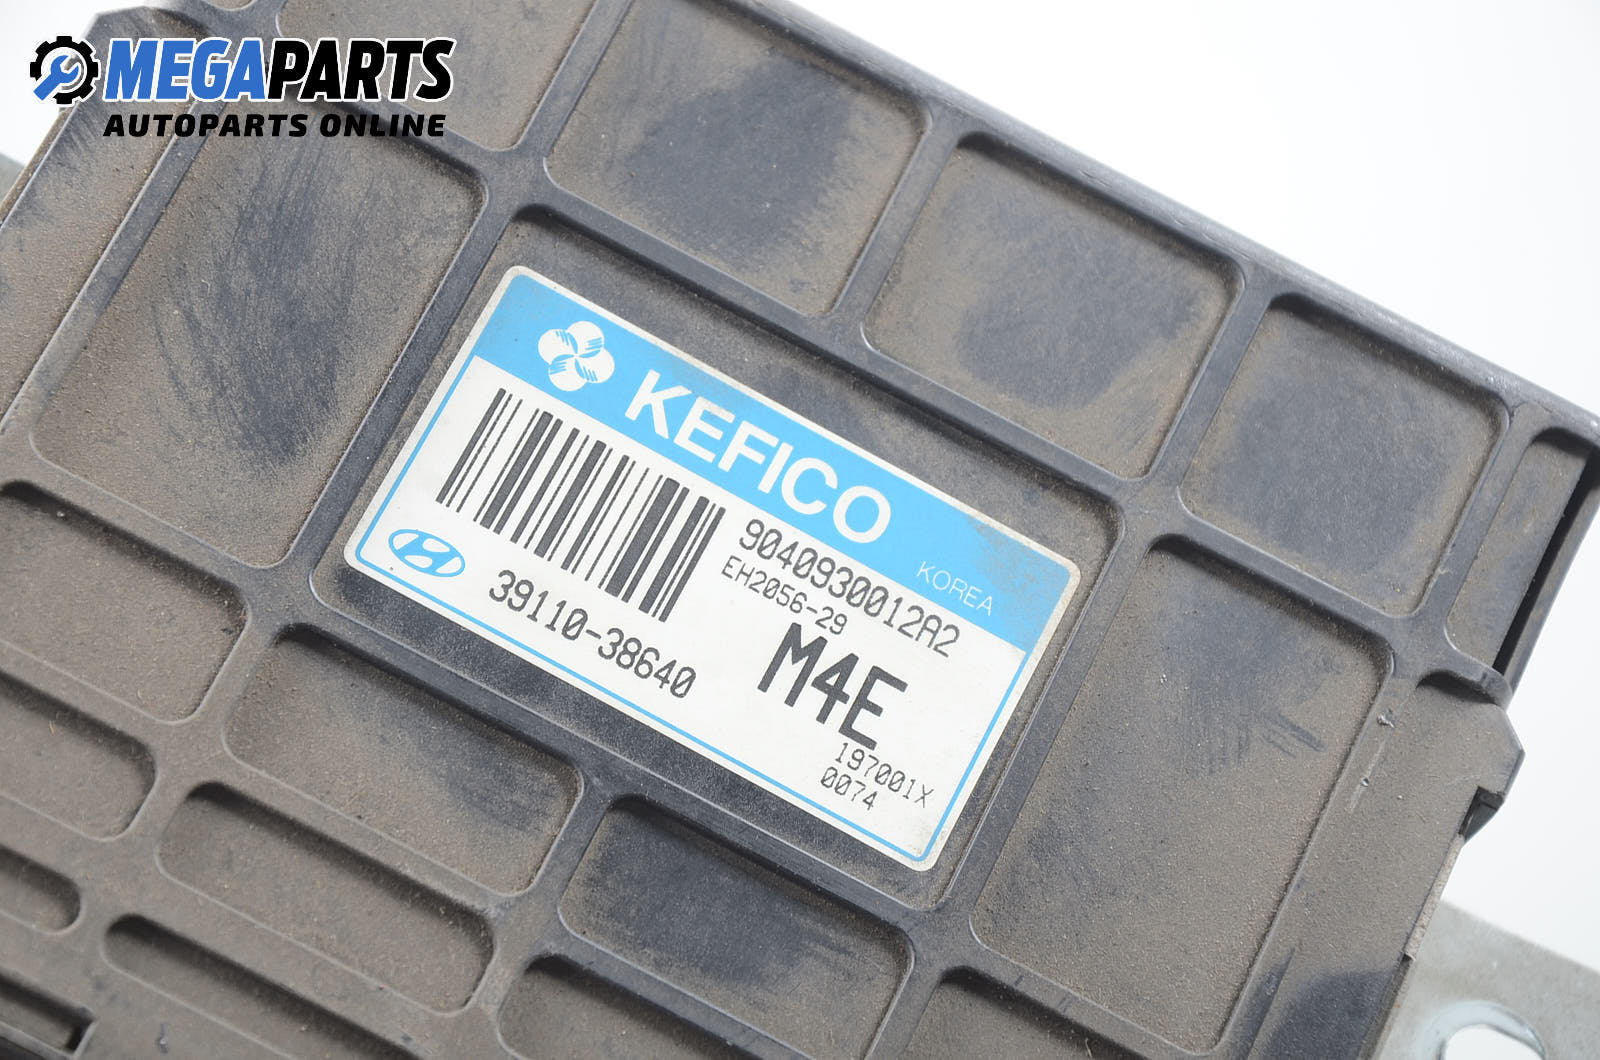 MEGAPARTS
AUTOPARTS ONLINE
KEFICO
KOREA
9040930012A2
EH2056-29
39110-38640
M4E
197001X
0074